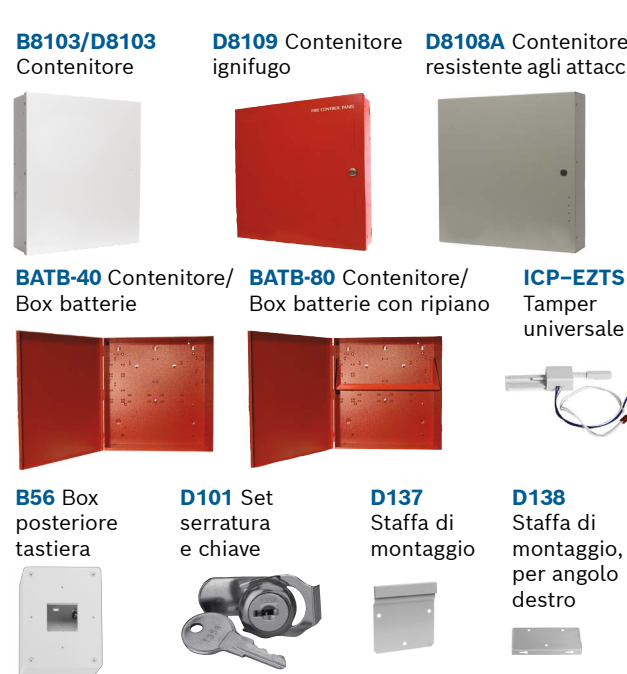 B8103/D8103
Contenitore
D8109 Contenitore
ignifugo
D8108A Contenitore
resistente agli attacc
FIRE CONTROL PANEL
BATB-40 Contenitore/
Box batterie
BATB-80 Contenitore/
Box batterie con ripiano
ICP–EZTS
Tamper
universale
B56 Box
posteriore
tastiera
D101 Set
serratura
e chiave
1358
D137
Staffa di
montaggio
D138
Staffa di
montaggio,
per angolo
destro